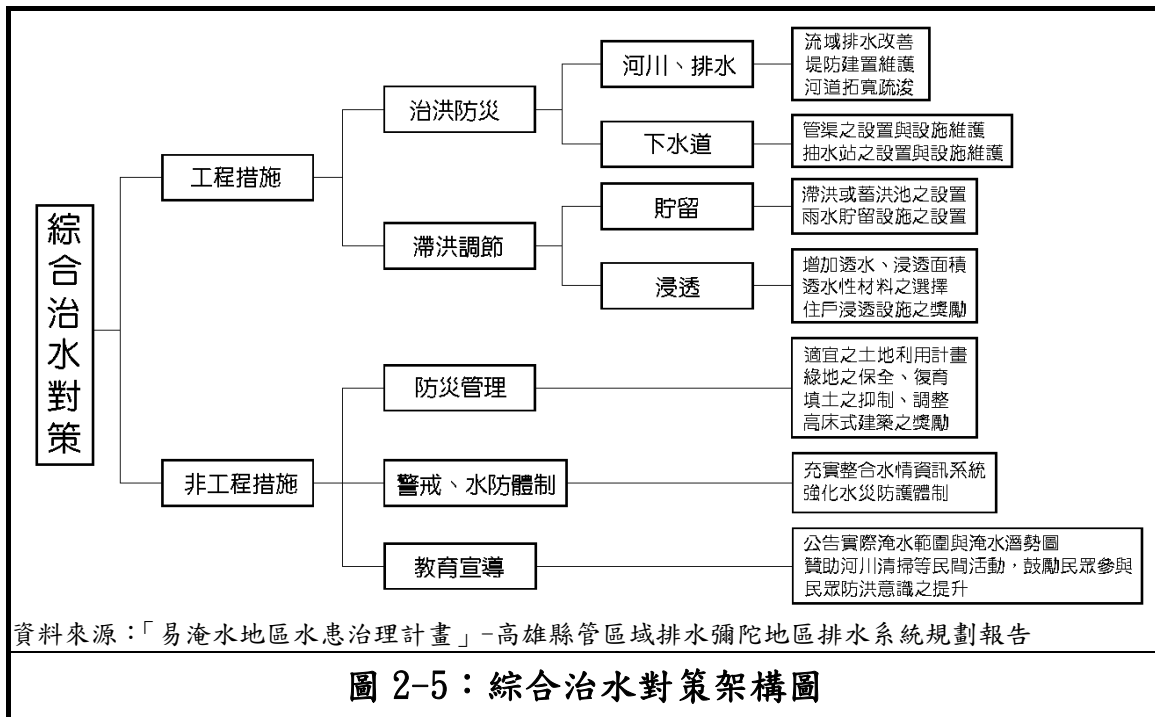 綜合治水對策
工程措施
治洪防災
河川、排水
流域排水改善
堤防建置維護
河道拓寬疏浚
下水道
管渠之設置與設施維護
抽水站之設置與設施維護
滯洪調節
貯留
滯洪或蓄洪池之設置
雨水貯留設施之設置
浸透
增加透水、浸透面積
透水性材料之選擇
住戶浸透設施之獎勵
非工程措施
防災管理
適宜之土地利用計畫
綠地之保全、復育
填土之抑制、調整
高床式建築之獎勵
警戒、水防體制
充實整合水情資訊系統
強化水災防護體制
教育宣導
公告實際淹水範圍與淹水潛勢圖
贊助河川清掃等民間活動，鼓勵民眾參與
民眾防洪意識之提升
資料來源：「易淹水地區水患治理計畫」-高雄縣管區域排水彌陀地區排水系統規劃報告
圖 2-5：綜合治水對策架構圖